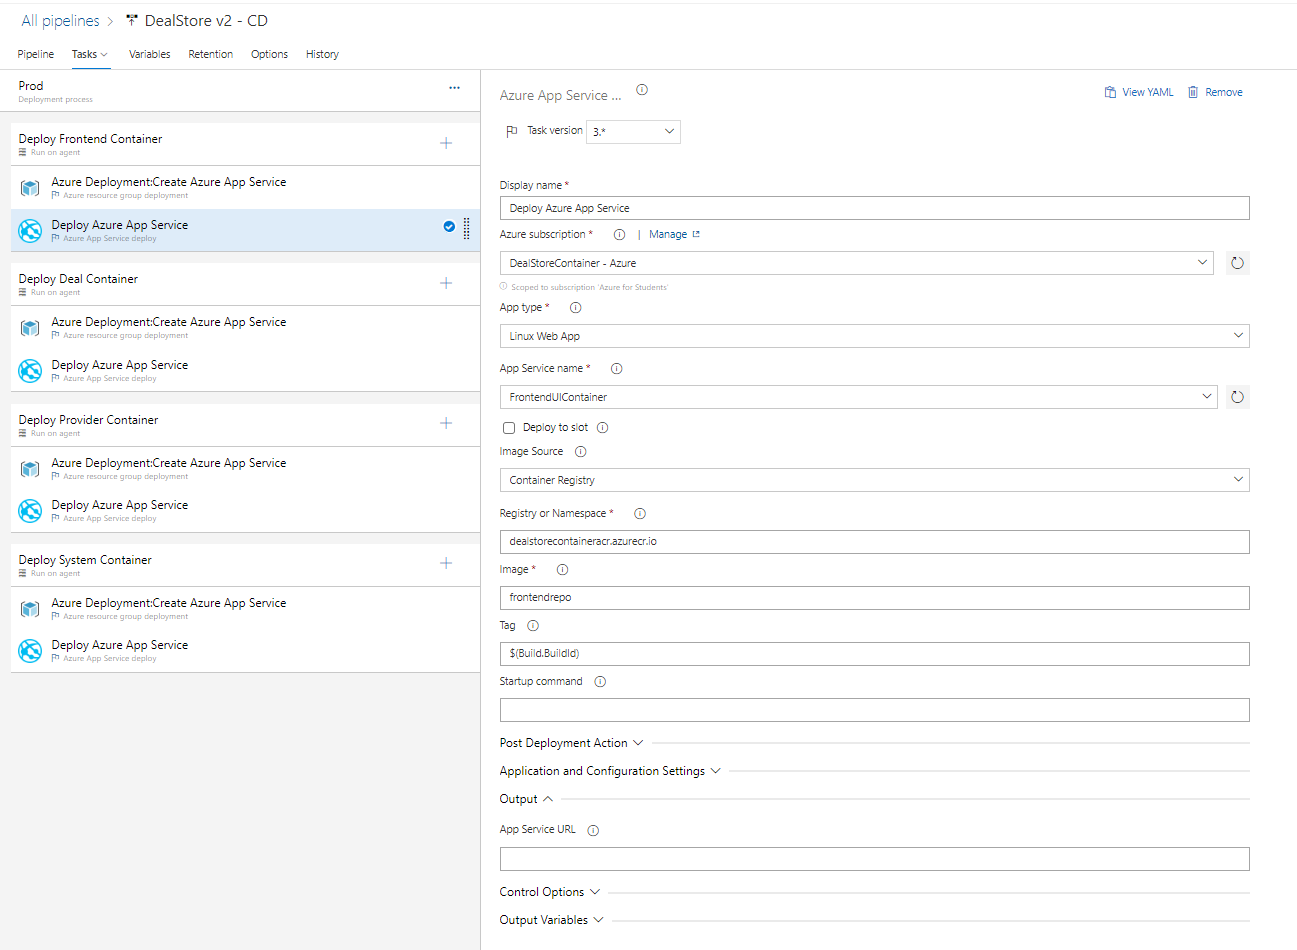 All pipelines > DealStore v2 - CD
Pipeline Tasks Variables Retention Options History
Prod
Deployment process
Deploy Frontend Container
Run on agent
Azure Deployment:Create Azure App Service
Azure resource group deployment
Deploy Azure App Service
Azure App Service deploy
Deploy Deal Container
Run on agent
Azure Deployment:Create Azure App Service
Azure resource group deployment
Deploy Azure App Service
Azure App Service deploy
Deploy Provider Container
Run on agent
Azure Deployment:Create Azure App Service
Azure resource group deployment
Deploy Azure App Service
Azure App Service deploy
Deploy System Container
Run on agent
Azure Deployment:Create Azure App Service
Azure resource group deployment
Deploy Azure App Service
Azure App Service deploy
Azure App Service ...
View YAML Remove
Task version 3.*
Display name *
Deploy Azure App Service
Azure subscription * | Manage
DealStoreContainer - Azure
Scoped to subscription 'Azure for Students'
App type *
Linux Web App
App Service name *
FrontendUIContainer
Deploy to slot
Image Source
Container Registry
Registry or Namespace *
dealstorecontaineracr.azurecr.io
Image *
frontendrepo
Tag
$(Build.BuildId)
Startup command
Post Deployment Action
Application and Configuration Settings
Output
App Service URL
Control Options
Output Variables